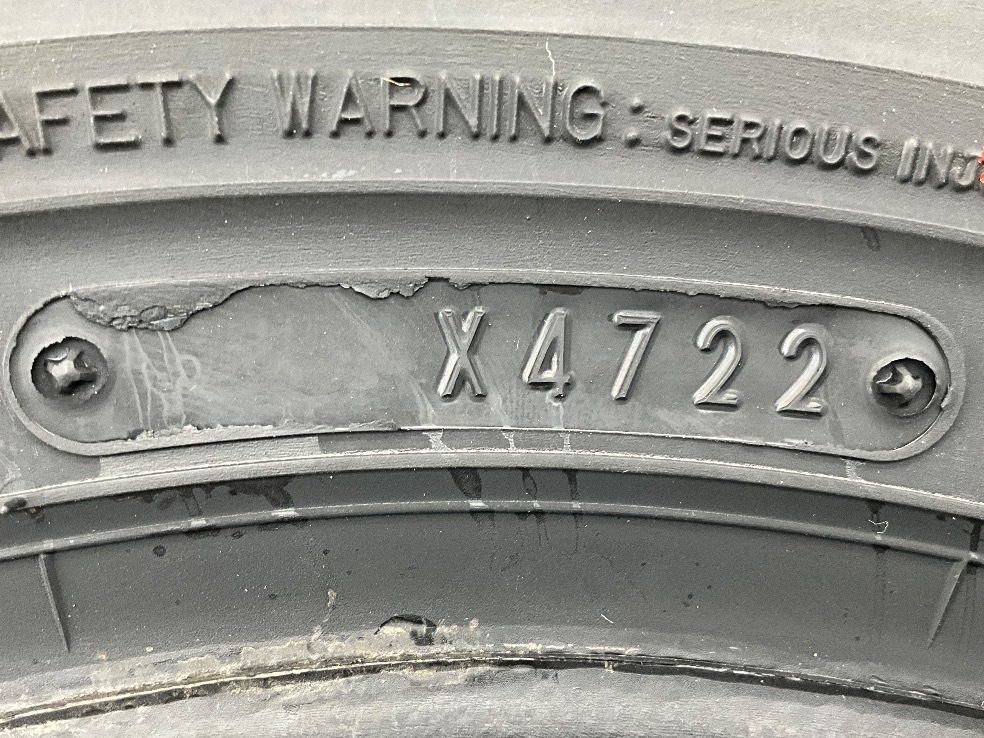 AFETY WARNING: SERIOUS INJ
X4722